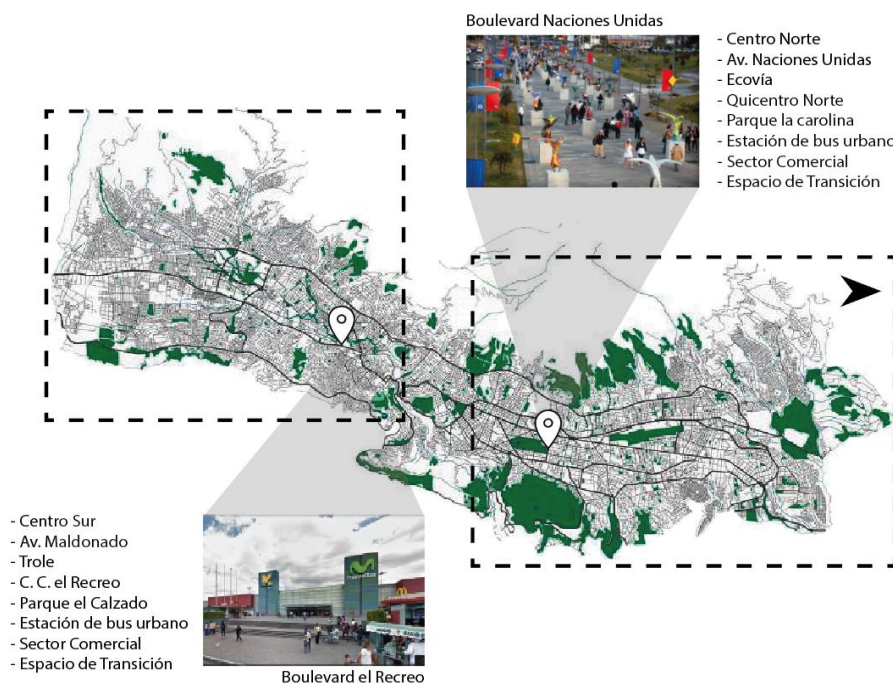 Boulevard Naciones Unidas
- Centro Norte
- Av. Naciones Unidas
- Ecovía
- Quicentro Norte
- Parque la carolina
- Estación de bus urbano
- Sector Comercial
- Espacio de Transición
- Centro Sur
- Av. Maldonado
- Trole
- C. C. el Recreo
- Parque el Calzado
- Estación de bus urbano
- Sector Comercial
- Espacio de Transición
movistar
Boulevard el Recreo